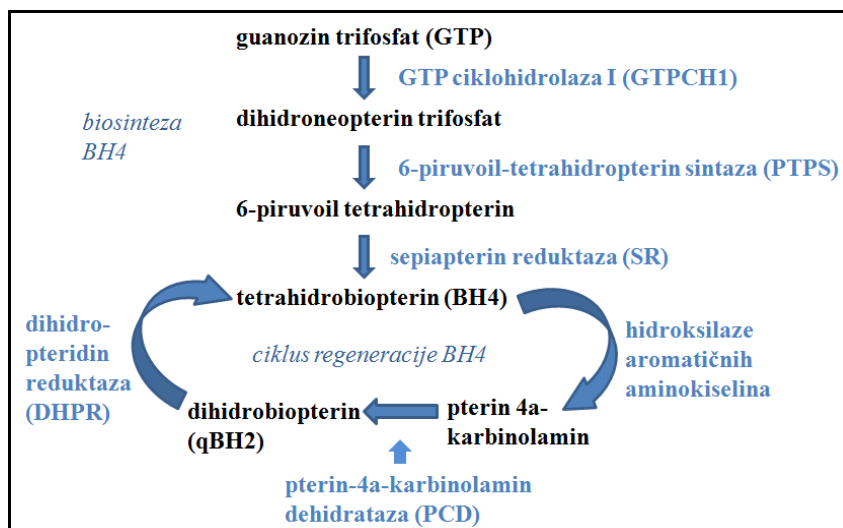 guanozin trifosfat (GTP)
GTP ciklohidrolaza I (GTPCH1)
biosinteza
BH4
dihidroneopterin trifosfat
6-piruvoil-tetrahidropterin sintaza (PTPS)
6-piruvoil tetrahidropterin
sepiapterin reduktaza (SR)
tetrahidrobiopterin (BH4)
dihidro-
pteridin
reduktaza
(DHPR)
ciklus regeneracije BH4
hidroksilaze
aromatičnih
aminokiselina
dihidrobiopterin
(qBH2)
pterin 4a-
karbinolamin
pterin-4a-karbinolamin
dehidrataza (PCD)